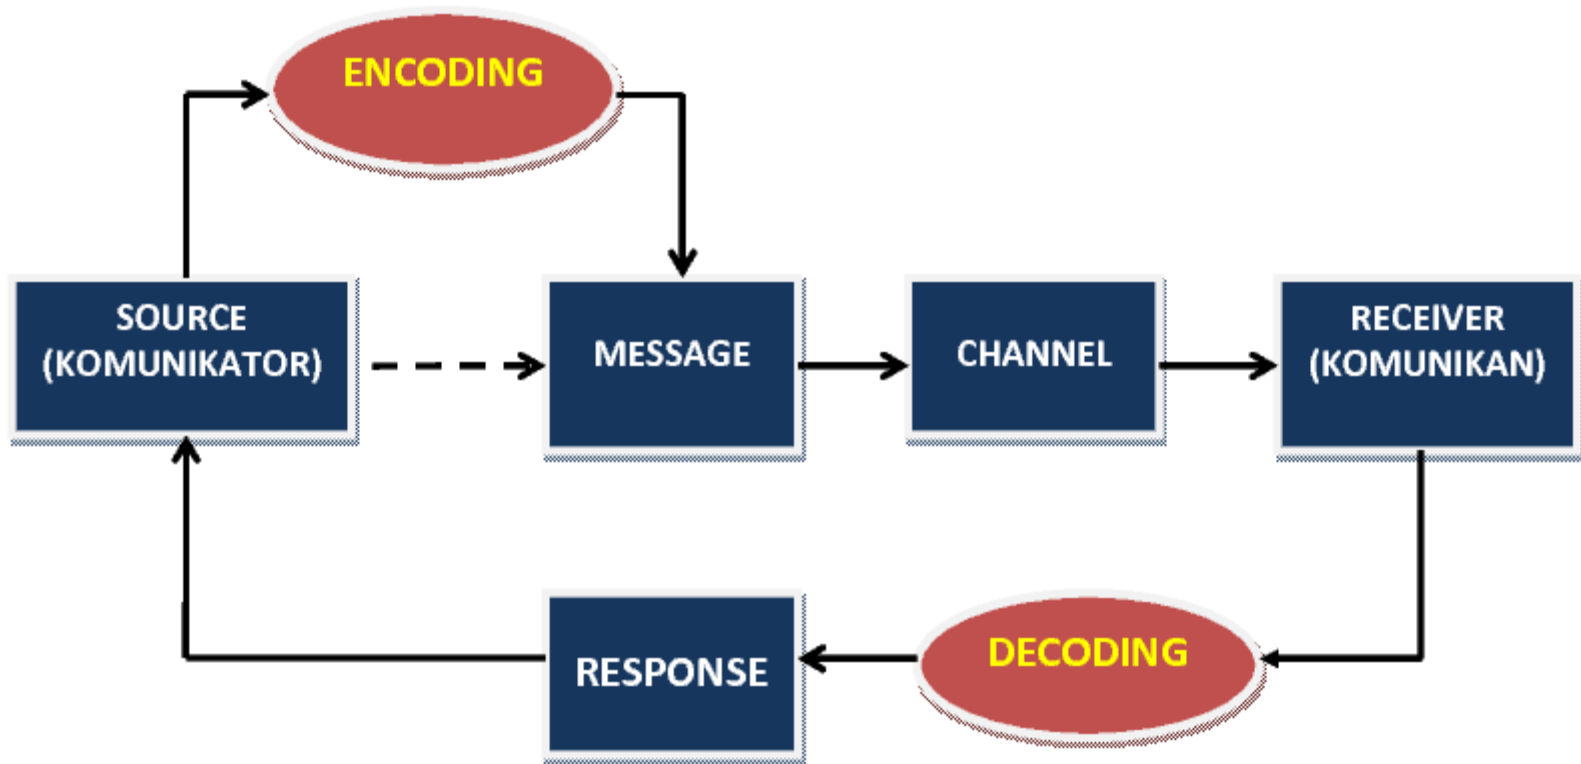 ENCODING
SOURCE
(KOMUNIKATOR)
MESSAGE
CHANNEL
RECEIVER
(KOMUNIKAN)
RESPONSE
DECODING